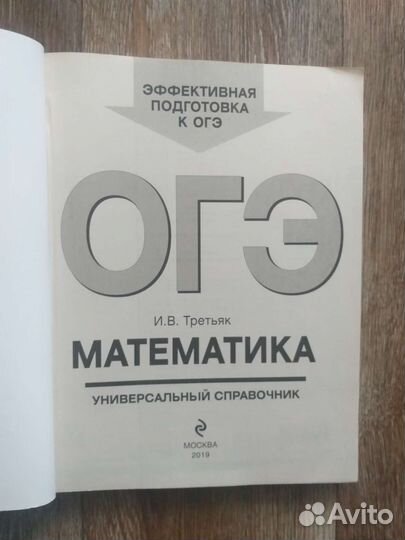 ЭФФЕКТИВНАЯ
ПОДГОТОВКА
К ОГЭ
ОГЭ
И.В. Третьяк
МАТЕМАТИКА
УНИВЕРСАЛЬНЫЙ СПРАВОЧНИК
МОСКВА
2019
Avito